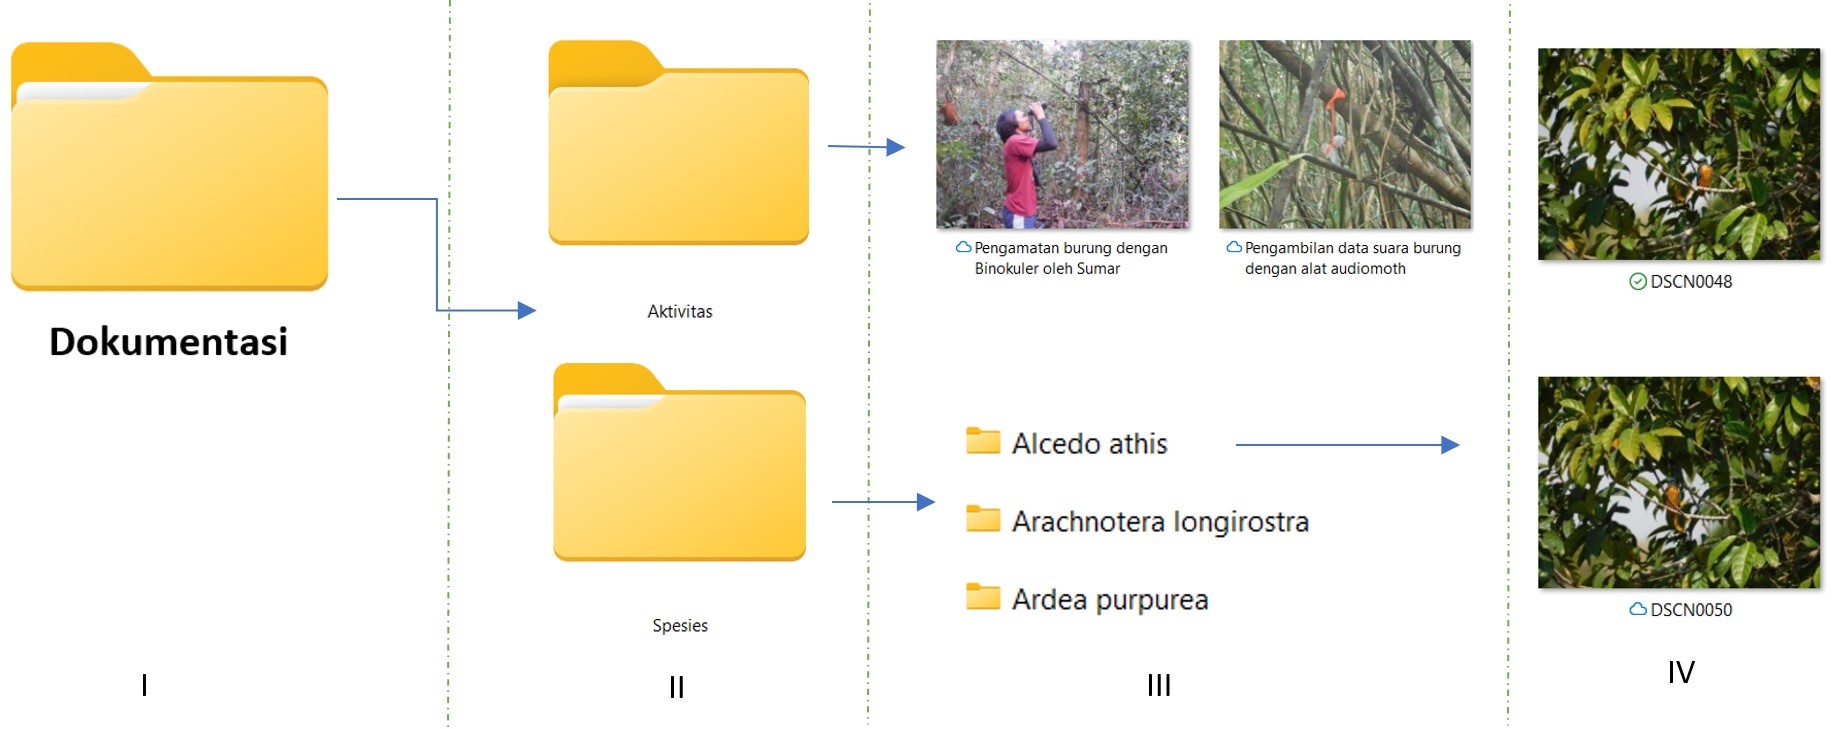 Dokumentasi
Aktivitas
Spesies
Pengamatan burung dengan
Binokuler oleh Sumar
Pengambilan data suara burung
dengan alat audiomoth
Alcedo athis
Arachnotera longirostra
Ardea purpurea
DSCN0048
DSCN0050
I
II
III
IV